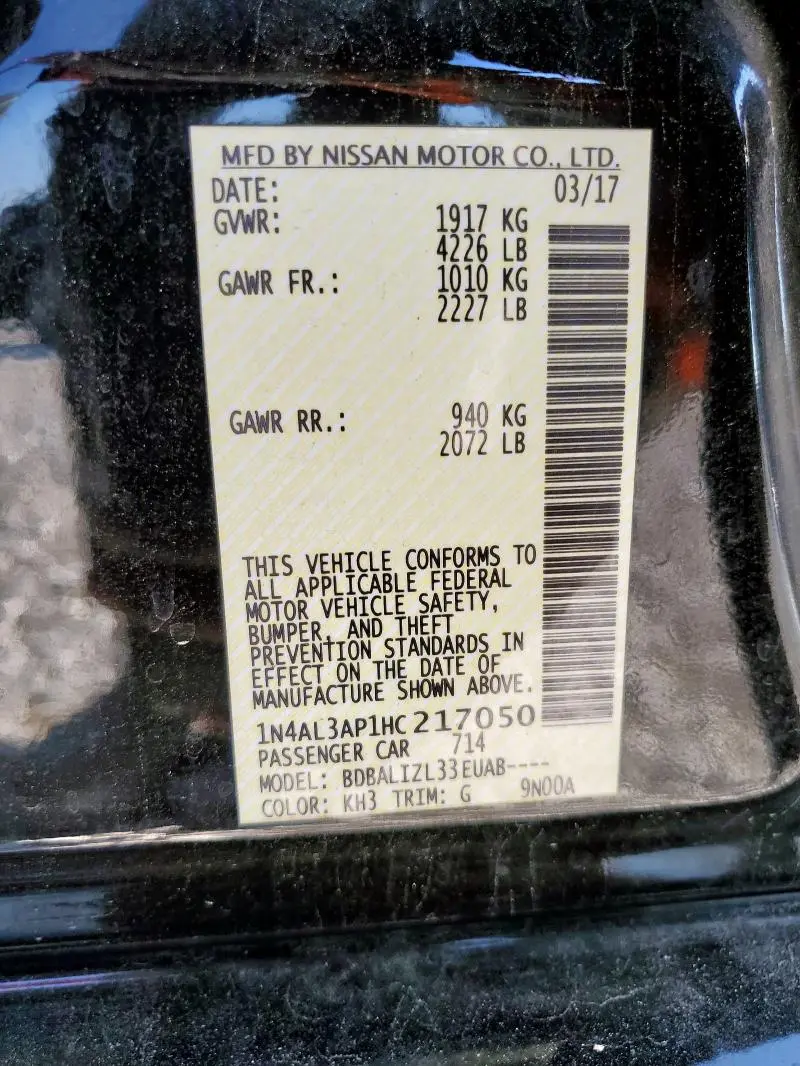 MFD BY NISSAN MOTOR CO., LTD.
DATE: 03/17
GVWR: 1917 KG
4226 LB
GAWR FR.: 1010 KG
2227 LB
GAWR RR.: 940 KG
2072 LB
THIS VEHICLE CONFORMS TO
ALL APPLICABLE FEDERAL
MOTOR VEHICLE SAFETY,
BUMPER, AND THEFT
PREVENTION STANDARDS IN
EFFECT ON THE DATE OF
MANUFACTURE SHOWN ABOVE.
1N4AL3AP1HC217050
PASSENGER CAR 714
MODEL: BDBALIZL33EUAB----
COLOR: KH3 TRIM: G 9N00A